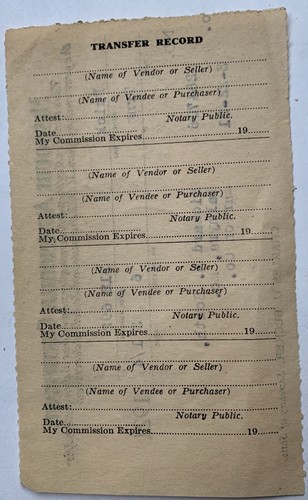 TRANSFER RECORD
(Name of Vendor or Seller)
(Name of Vendee or Purchaser)
Attest:
Notary Public.
Date
My Commission Expires 19
(Name of Vendor or Seller)
(Name of Vendee or Purchaser)
Attest:
Notary Public.
Date
My Commission Expires 19
(Name of Vendor or Seller)
(Name of Vendee or Purchaser)
Attest:
Notary Public.
Date
My Commission Expires 19
(Name of Vendor or Seller)
(Name of Vendee or Purchaser)
Attest:
Notary Public.
Date
My Commission Expires 19